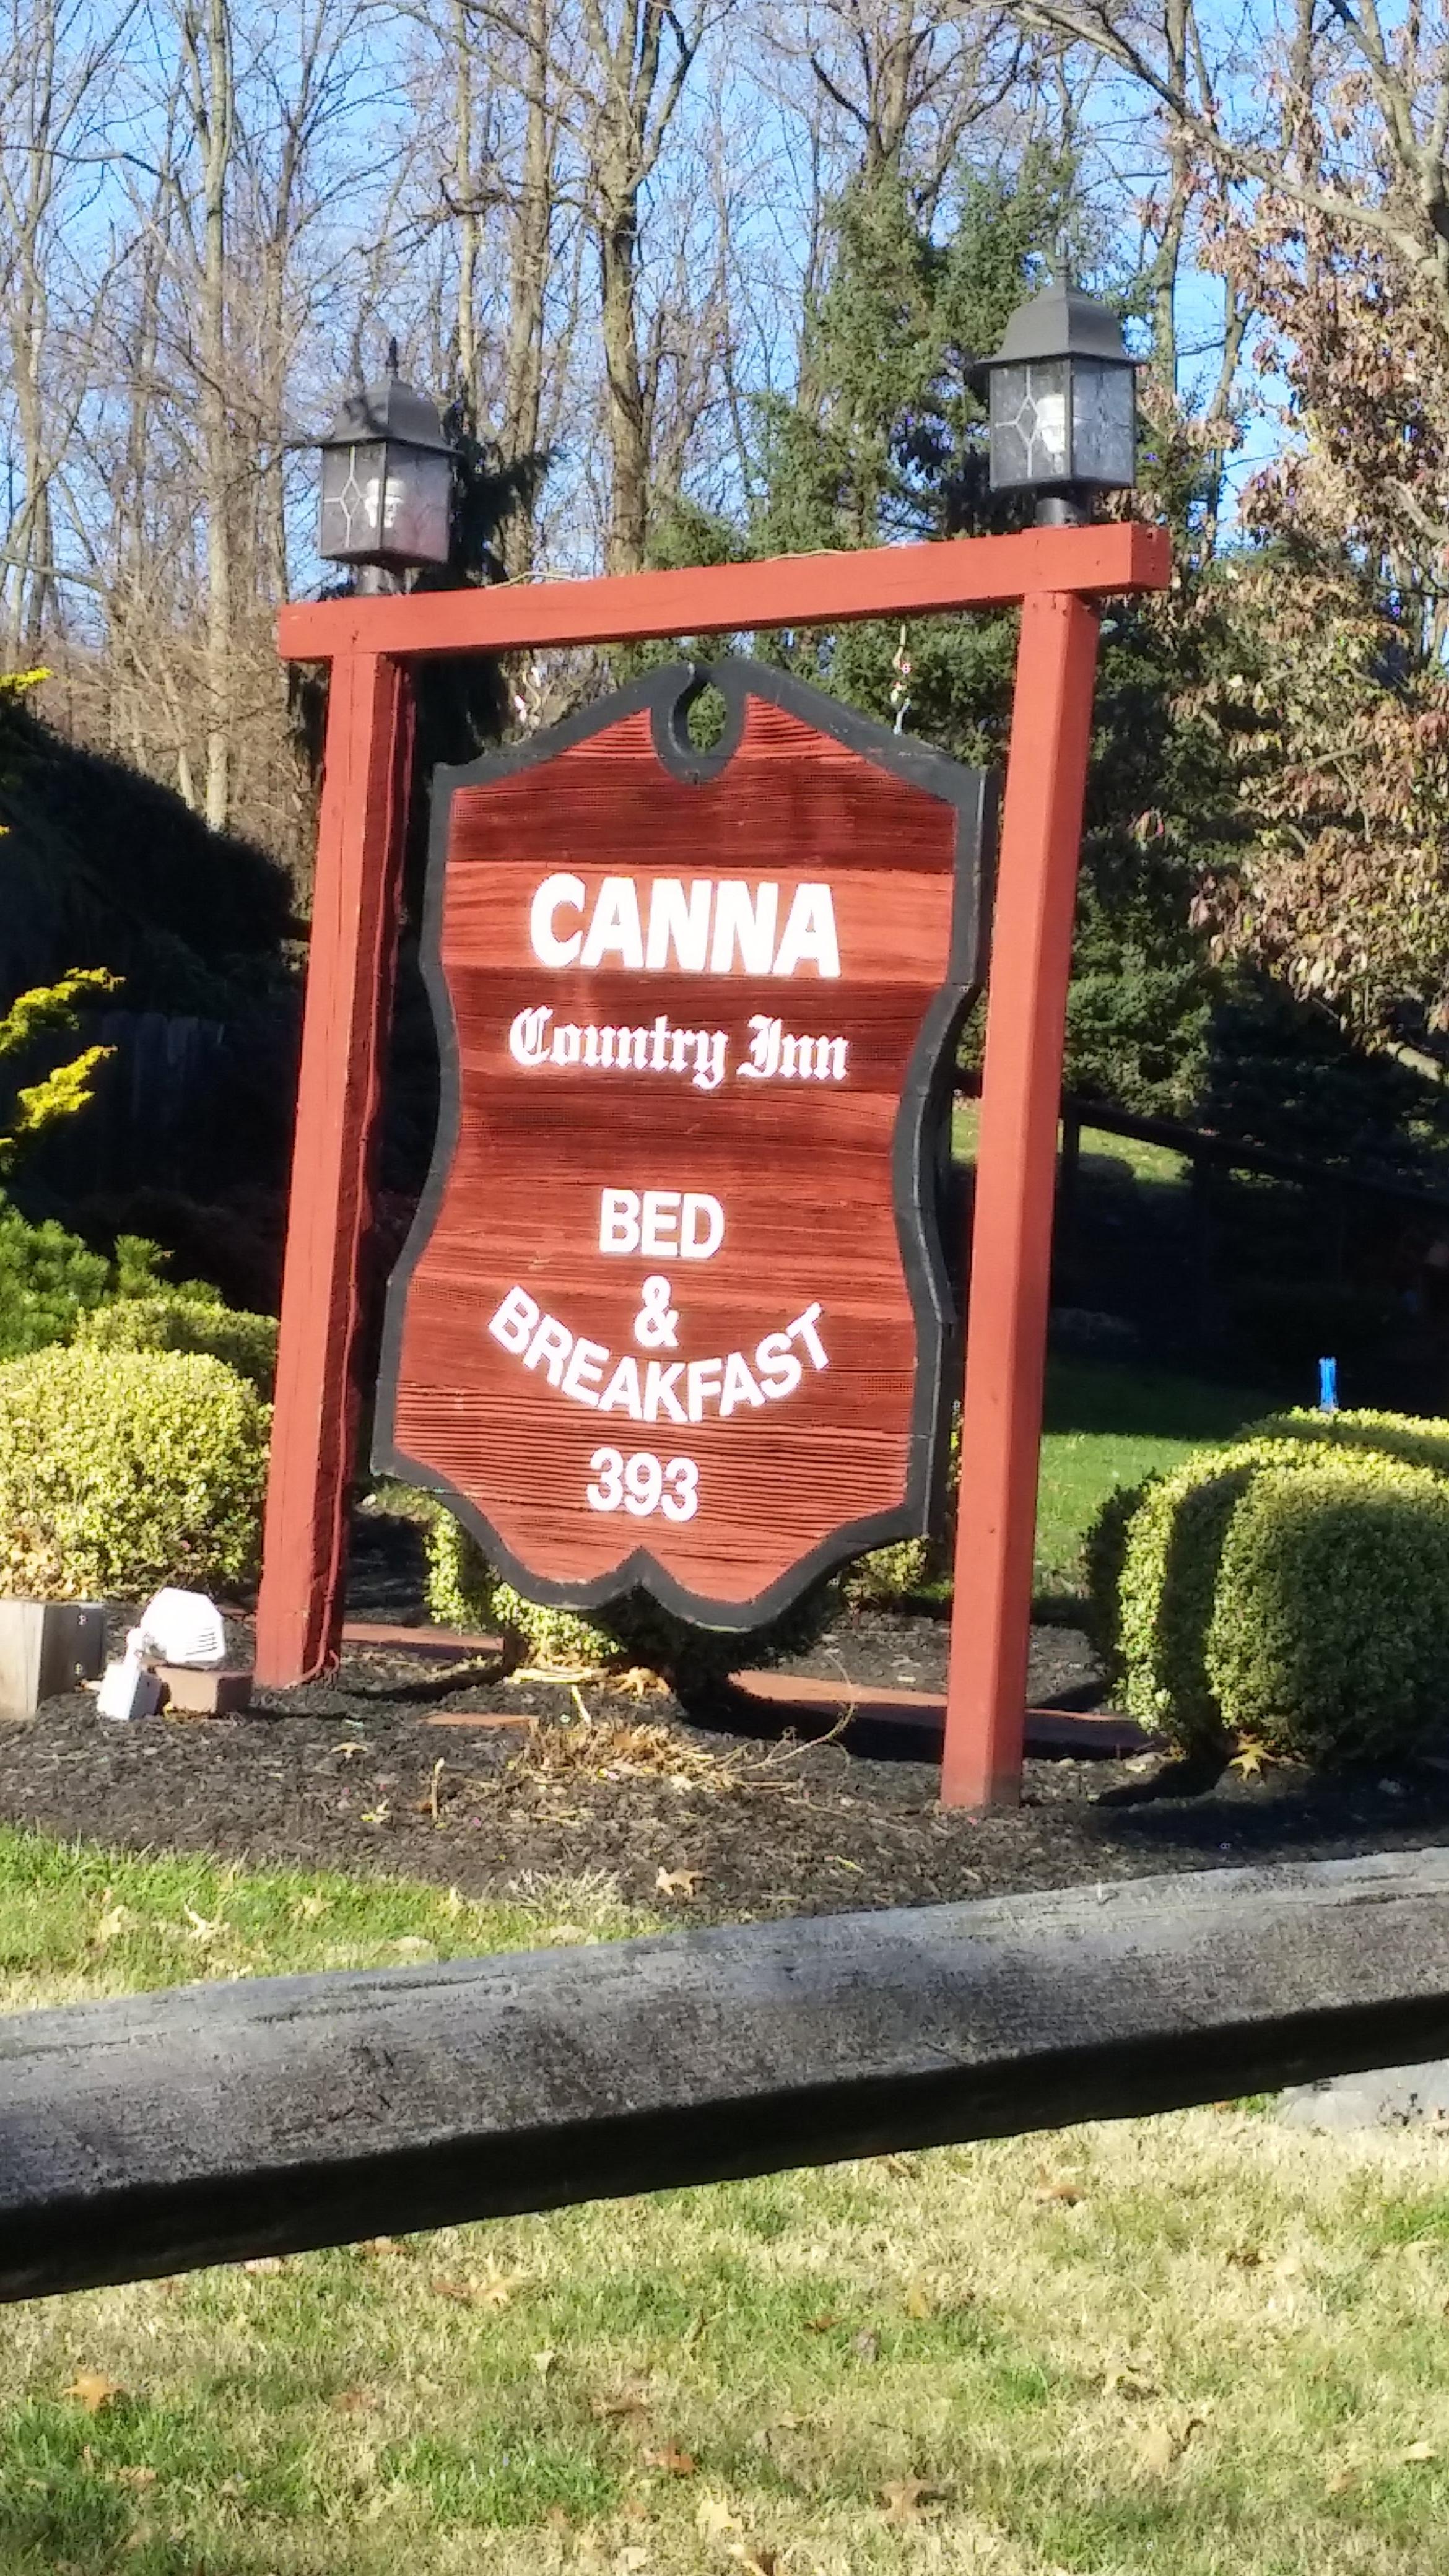 CANNA
Country Inn
BED
&
BREAKFAST
393